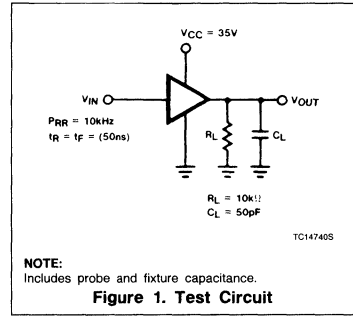 VCC = 35V
VIN
VOUT
PRR = 10kHz
tR = tF = (50ns)
RL
CL
RL = 10kΩ
CL = 50pF
TC14740S
NOTE:
Includes probe and fixture capacitance.
Figure 1. Test Circuit